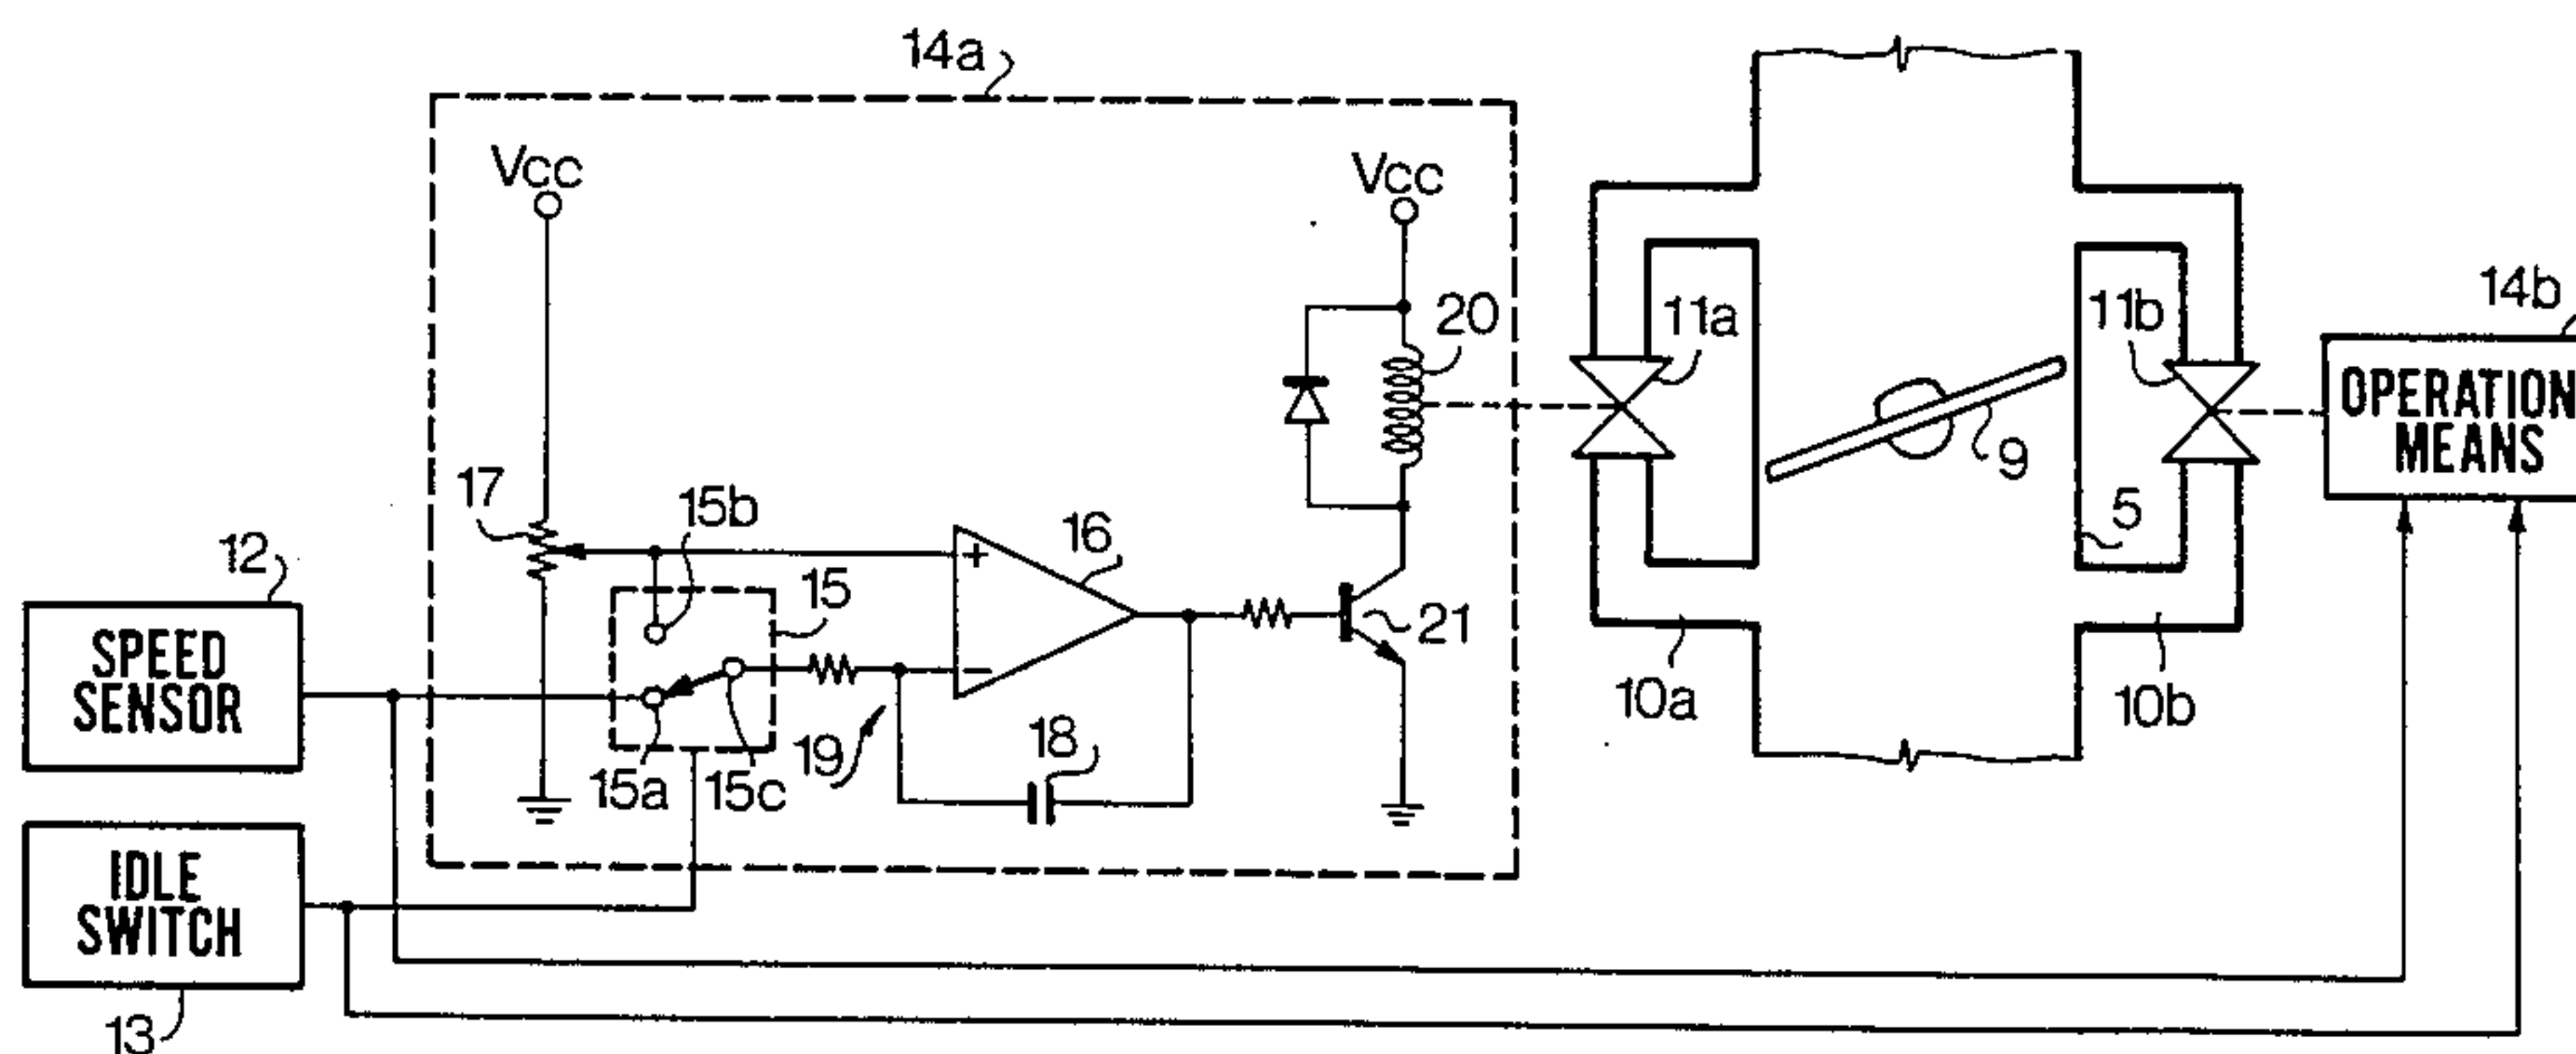 14a
Vcc
Vcc
20
11a
11b
14b
OPERATION
MEANS
9
5
17
15b
16
15
12
SPEED
SENSOR
+
−
21
10a
10b
15a
15c
19
18
IDLE
SWITCH
13